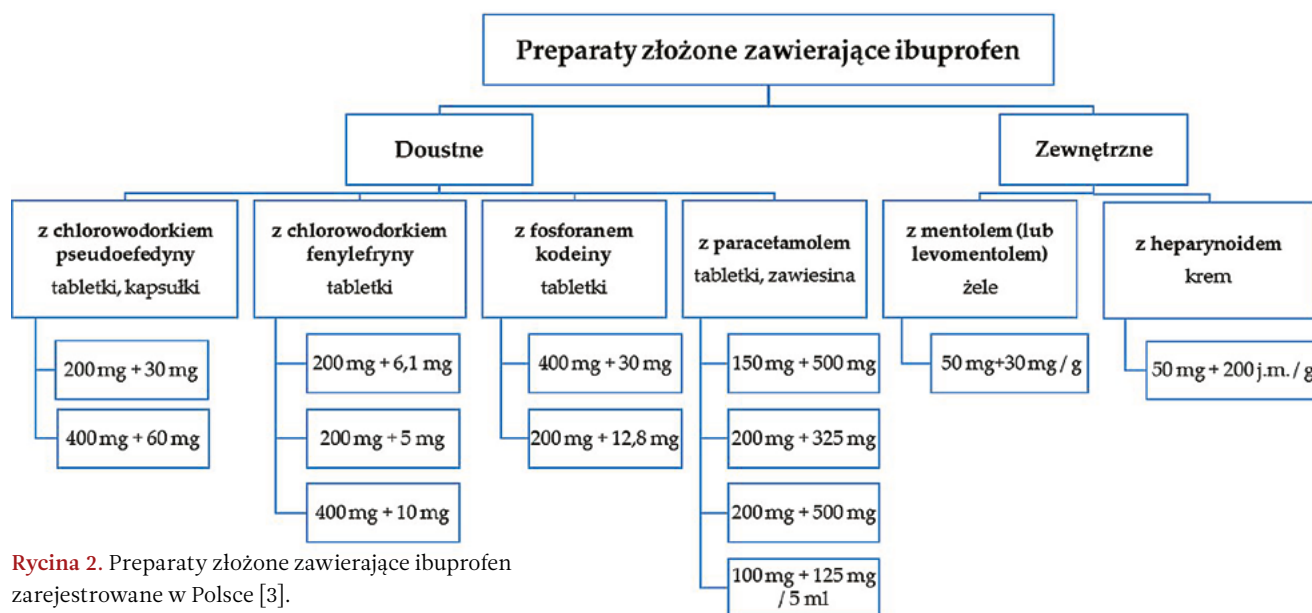 Preparaty złożone zawierające ibuprofen
Doustne
Zewnętrzne
z chlorowodorkiem
pseudoefedyny
tabletki, kapsułki
200 mg + 30 mg
400 mg + 60 mg
z chlorowodorkiem
fenylefryny
tabletki
200 mg + 6,1 mg
200 mg + 5 mg
400 mg + 10 mg
z fosforanem
kodeiny
tabletki
400 mg + 30 mg
200 mg + 12,8 mg
z paracetamolem
tabletki, zawiesina
150 mg + 500 mg
200 mg + 325 mg
200 mg + 500 mg
100 mg + 125 mg
/ 5 ml
z mentolem (lub
levomentolem)
żele
50 mg+30 mg / g
z heparynoidem
krem
50 mg + 200 j.m. / g
Rycina 2. Preparaty złożone zawierające ibuprofen
zarejestrowane w Polsce [3].